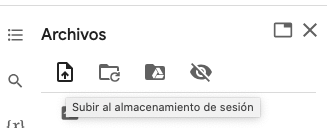 Archivos
Subir al almacenamiento de sesión
{x}